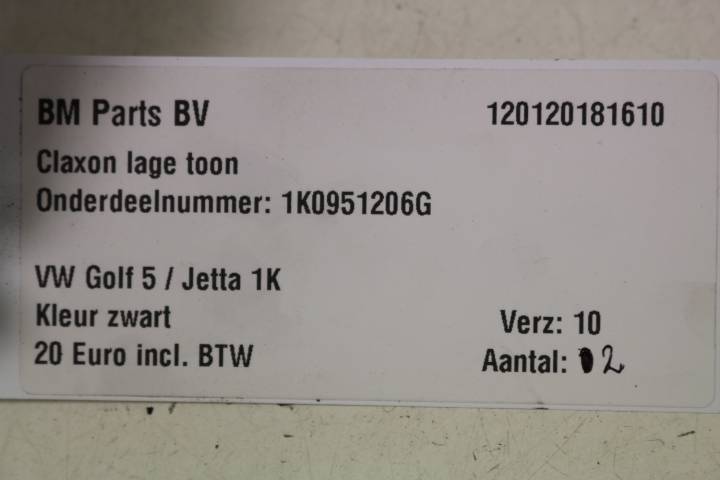 BM Parts BV 120120181610
Claxon lage toon
Onderdeelnummer: 1K0951206G
VW Golf 5 / Jetta 1K
Kleur zwart Verz: 10
20 Euro incl. BTW Aantal: 2